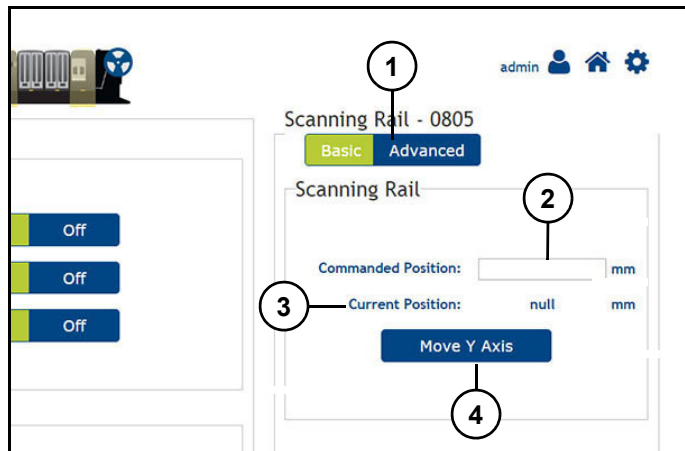 admin
1
Scanning Rail - 0805
Basic Advanced
Scanning Rail
2
Off
Commanded Position: mm
Off
3 Current Position: null mm
Off
Move Y Axis
4